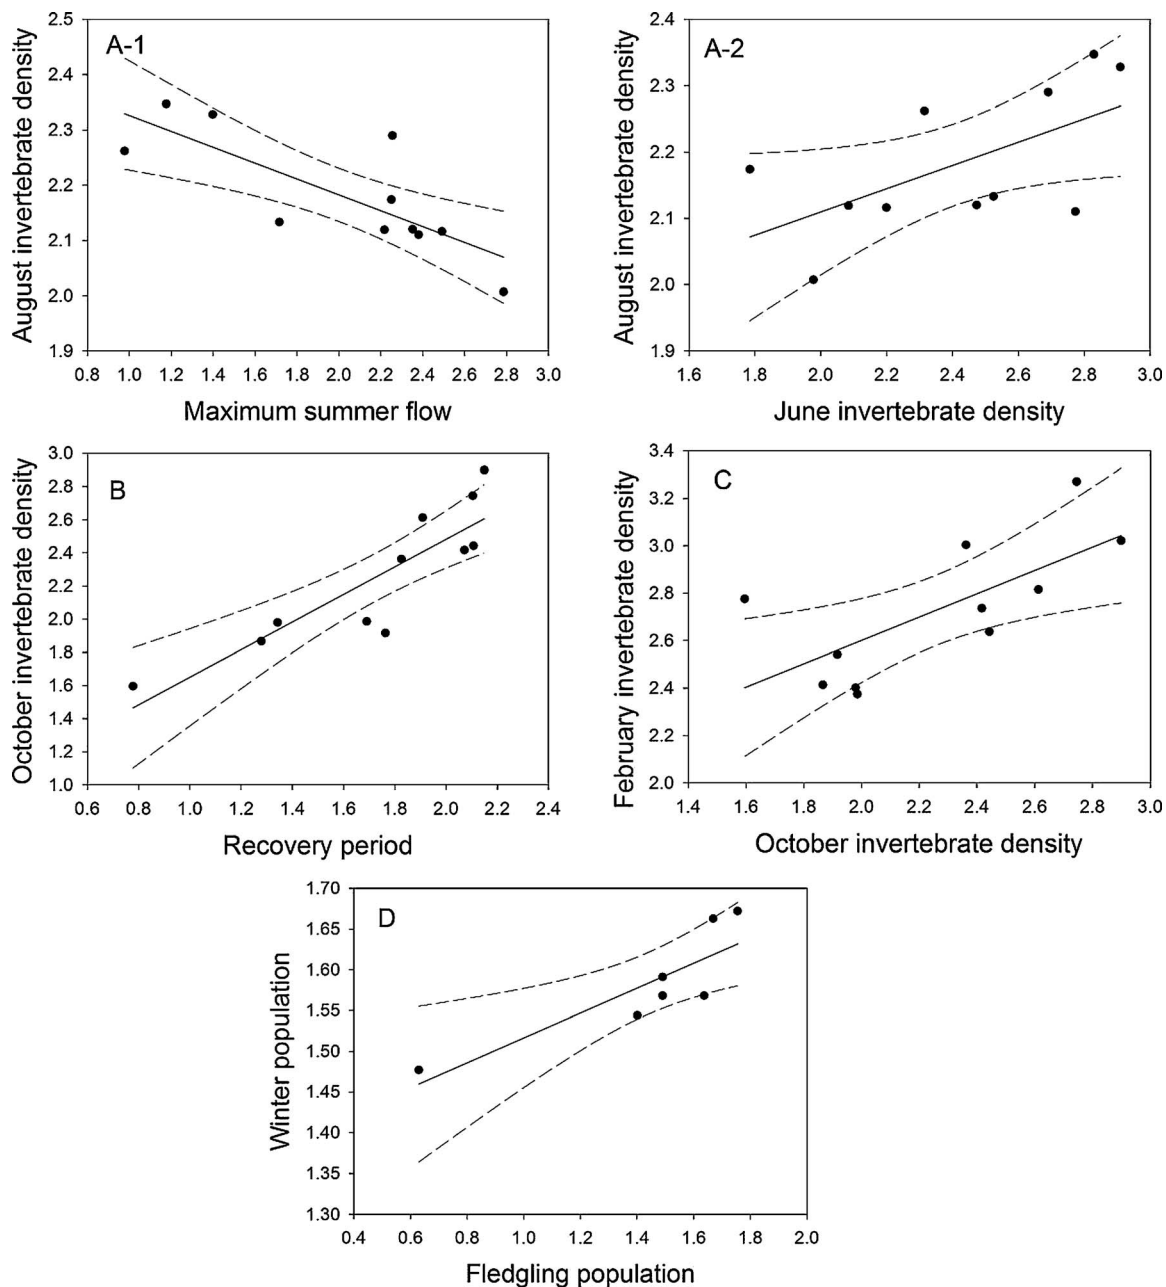 A-1
August invertebrate density
2.5
2.4
2.3
2.2
2.1
2.0
1.9
0.8 1.0 1.2 1.4 1.6 1.8 2.0 2.2 2.4 2.6 2.8 3.0
Maximum summer flow
A-2
August invertebrate density
2.4
2.3
2.2
2.1
2.0
1.9
1.6 1.8 2.0 2.2 2.4 2.6 2.8 3.0
June invertebrate density
B
October invertebrate density
3.0
2.8
2.6
2.4
2.2
2.0
1.8
1.6
1.4
1.2
1.0
0.6 0.8 1.0 1.2 1.4 1.6 1.8 2.0 2.2 2.4
Recovery period
C
February invertebrate density
3.4
3.2
3.0
2.8
2.6
2.4
2.2
2.0
1.4 1.6 1.8 2.0 2.2 2.4 2.6 2.8 3.0
October invertebrate density
D
Winter population
1.70
1.65
1.60
1.55
1.50
1.45
1.40
1.35
1.30
0.4 0.6 0.8 1.0 1.2 1.4 1.6 1.8 2.0
Fledgling population